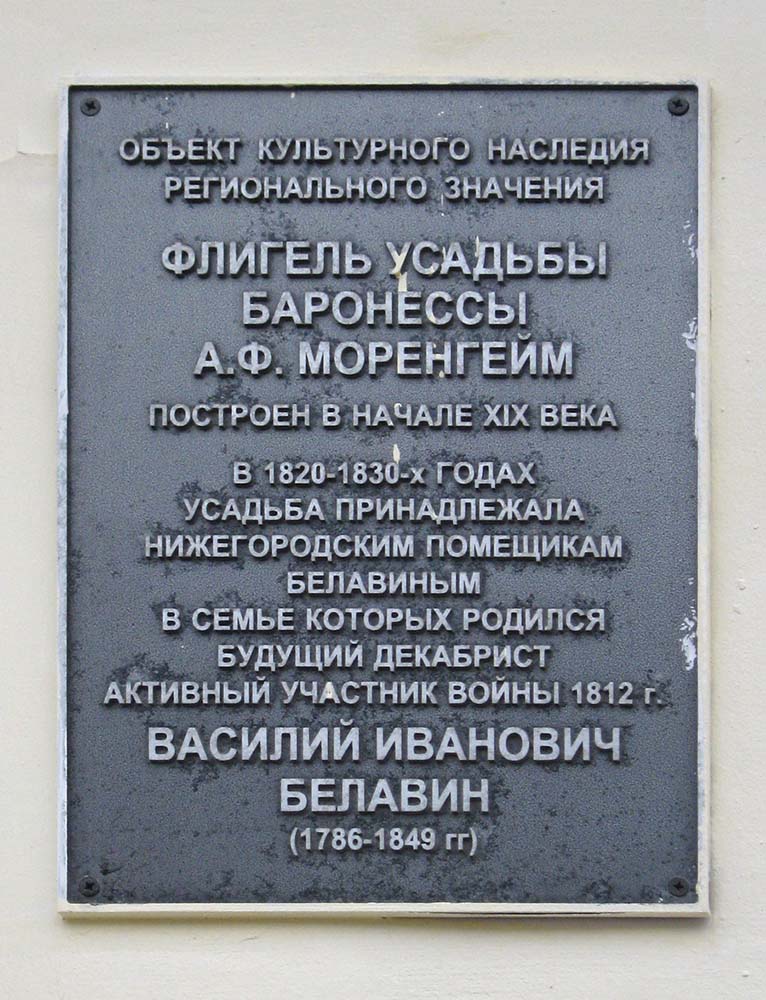 ОБЪЕКТ КУЛЬТУРНОГО НАСЛЕДИЯ
РЕГИОНАЛЬНОГО ЗНАЧЕНИЯ
ФЛИГЕЛЬ УСАДЬБЫ
БАРОНЕССЫ
А.Ф. МОРЕНГЕЙМ
ПОСТРОЕН В НАЧАЛЕ XIX ВЕКА
В 1820-1830-х ГОДАХ
УСАДЬБА ПРИНАДЛЕЖАЛА
НИЖЕГОРОДСКИМ ПОМЕЩИКАМ
БЕЛАВИНЫМ
В СЕМЬЕ КОТОРЫХ РОДИЛСЯ
БУДУЩИЙ ДЕКАБРИСТ
АКТИВНЫЙ УЧАСТНИК ВОЙНЫ 1812 г.
ВАСИЛИЙ ИВАНОВИЧ
БЕЛАВИН
(1786-1849 гг)